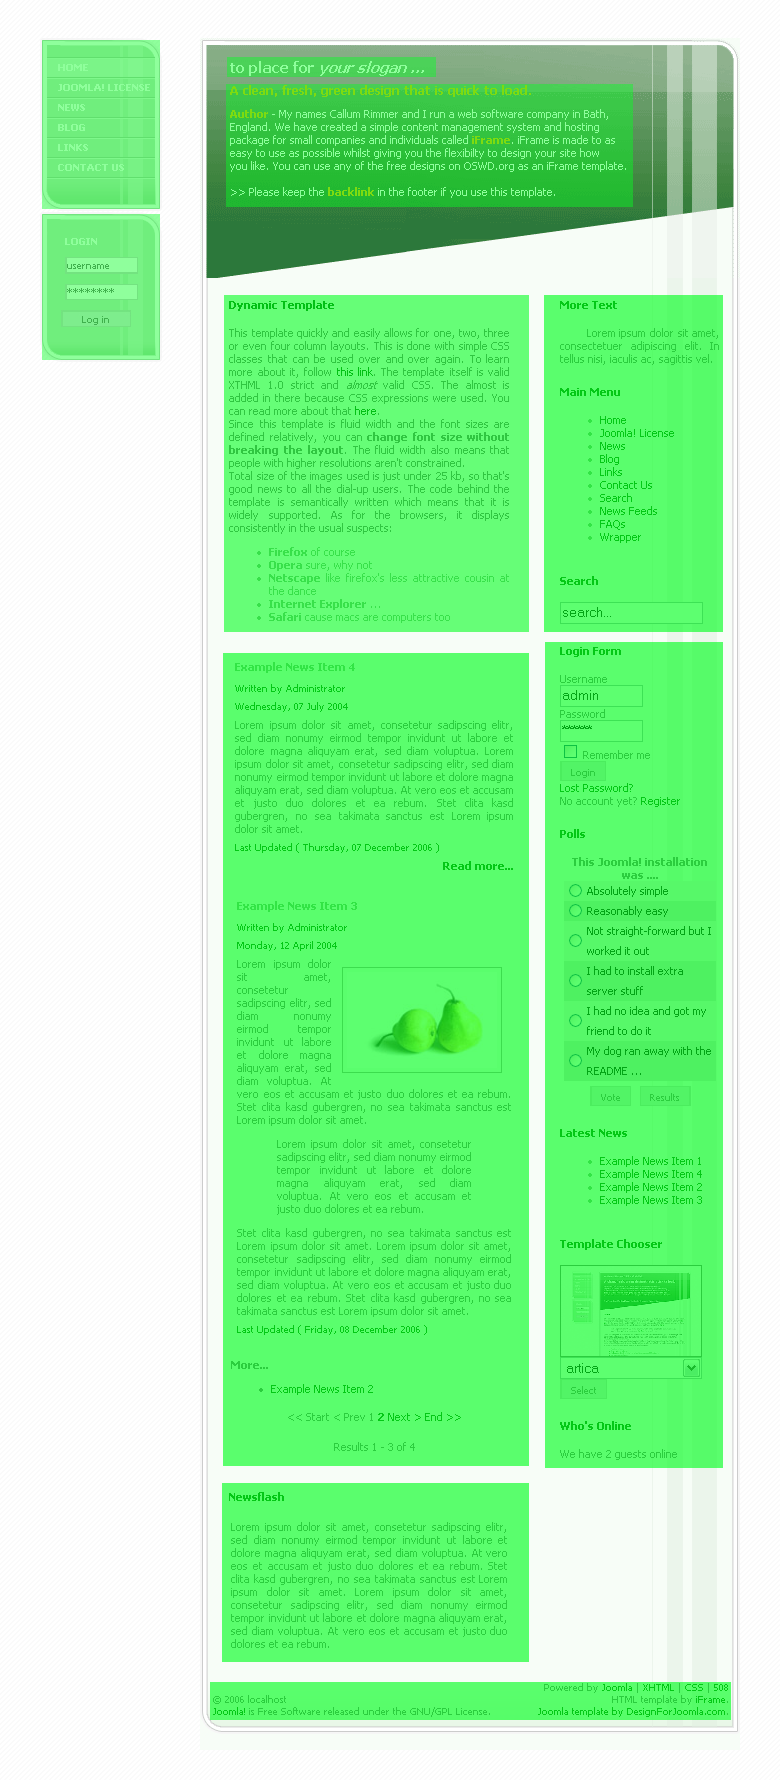 HOME
JOOMLA! LICENSE
NEWS
BLOG
LINKS
CONTACT US
LOGIN
username
********
Log in
to place for your slogan ...
A clean, fresh, green design that is quick to load.
Author - My names Callum Rimmer and I run a web software company in Bath,
England. We have created a simple content management system and hosting
package for small companies and individuals called iFrame. iFrame is made to as
easy to use as possible whilst giving you the flexibilty to design your site how
you like. You can use any of the free designs on OSWD.org as an iFrame template.
>> Please keep the backlink in the footer if you use this template.
Dynamic Template
This template quickly and easily allows for one, two, three
or even four column layouts. This is done with simple CSS
classes that can be used over and over again. To learn
more about it, follow this link. The template itself is valid
XTHML 1.0 strict and almost valid CSS. The almost is
added in there because CSS expressions were used. You
can read more about that here.
Since this template is fluid width and the font sizes are
defined relatively, you can change font size without
breaking the layout. The fluid width also means that
people with higher resolutions aren't constrained.
Total size of the images used is just under 25 kb, so that's
good news to all the dial-up users. The code behind the
template is semantically written which means that it is
widely supported. As for the browsers, it displays
consistently in the usual suspects:
Firefox of course
Opera sure, why not
Netscape like firefox's less attractive cousin at
the dance
Internet Explorer ...
Safari cause macs are computers too
More Text
Lorem ipsum dolor sit amet,
consectetuer adipiscing elit. In
tellus nisi, iaculis ac, sagittis vel.
Main Menu
Home
Joomla! License
News
Blog
Links
Contact Us
Search
News Feeds
FAQs
Wrapper
Search
search...
Example News Item 4
Written by Administrator
Wednesday, 07 July 2004
Lorem ipsum dolor sit amet, consetetur sadipscing elitr,
sed diam nonumy eirmod tempor invidunt ut labore et
dolore magna aliquyam erat, sed diam voluptua. Lorem
ipsum dolor sit amet, consetetur sadipscing elitr, sed diam
nonumy eirmod tempor invidunt ut labore et dolore magna
aliquyam erat, sed diam voluptua. At vero eos et accusam
et justo duo dolores et ea rebum. Stet clita kasd
gubergren, no sea takimata sanctus est Lorem ipsum
dolor sit amet.
Last Updated ( Thursday, 07 December 2006 )
Read more...
Example News Item 3
Written by Administrator
Monday, 12 April 2004
Lorem ipsum dolor
sit amet,
consetetur
sadipscing elitr, sed
diam nonumy
eirmod tempor
invidunt ut labore
et dolore magna
aliquyam erat, sed
diam voluptua. At
vero eos et accusam et justo duo dolores et ea rebum.
Stet clita kasd gubergren, no sea takimata sanctus est
Lorem ipsum dolor sit amet.
Lorem ipsum dolor sit amet, consetetur
sadipscing elitr, sed diam nonumy eirmod
tempor invidunt ut labore et dolore
magna aliquyam erat, sed diam
voluptua. At vero eos et accusam et
justo duo dolores et ea rebum.
Stet clita kasd gubergren, no sea takimata sanctus est
Lorem ipsum dolor sit amet. Lorem ipsum dolor sit amet,
consetetur sadipscing elitr, sed diam nonumy eirmod
tempor invidunt ut labore et dolore magna aliquyam erat,
sed diam voluptua. At vero eos et accusam et justo duo
dolores et ea rebum. Stet clita kasd gubergren, no sea
takimata sanctus est Lorem ipsum dolor sit amet.
Last Updated ( Friday, 08 December 2006 )
More...
Example News Item 2
<< Start < Prev 1 2 Next > End >>
Results 1 - 3 of 4
Login Form
Username
admin
Password
*******
Remember me
Login
Lost Password?
No account yet? Register
Polls
This Joomla! installation
was ....
Absolutely simple
Reasonably easy
Not straight-forward but I
worked it out
I had to install extra
server stuff
I had no idea and got my
friend to do it
My dog ran away with the
README ...
Vote Results
Latest News
Example News Item 1
Example News Item 4
Example News Item 2
Example News Item 3
Template Chooser
artica
Select
Who's Online
We have 2 guests online
Newsflash
Lorem ipsum dolor sit amet, consetetur sadipscing elitr,
sed diam nonumy eirmod tempor invidunt ut labore et
dolore magna aliquyam erat, sed diam voluptua. At vero
eos et accusam et justo duo dolores et ea rebum. Stet
clita kasd gubergren, no sea takimata sanctus est Lorem
ipsum dolor sit amet. Lorem ipsum dolor sit amet,
consetetur sadipscing elitr, sed diam nonumy eirmod
tempor invidunt ut labore et dolore magna aliquyam erat,
sed diam voluptua. At vero eos et accusam et justo duo
dolores et ea rebum.
Powered by Joomla | XHTML | CSS | 508
© 2006 localhost HTML template by iFrame.
Joomla! is Free Software released under the GNU/GPL License. Joomla template by DesignForJoomla.com.